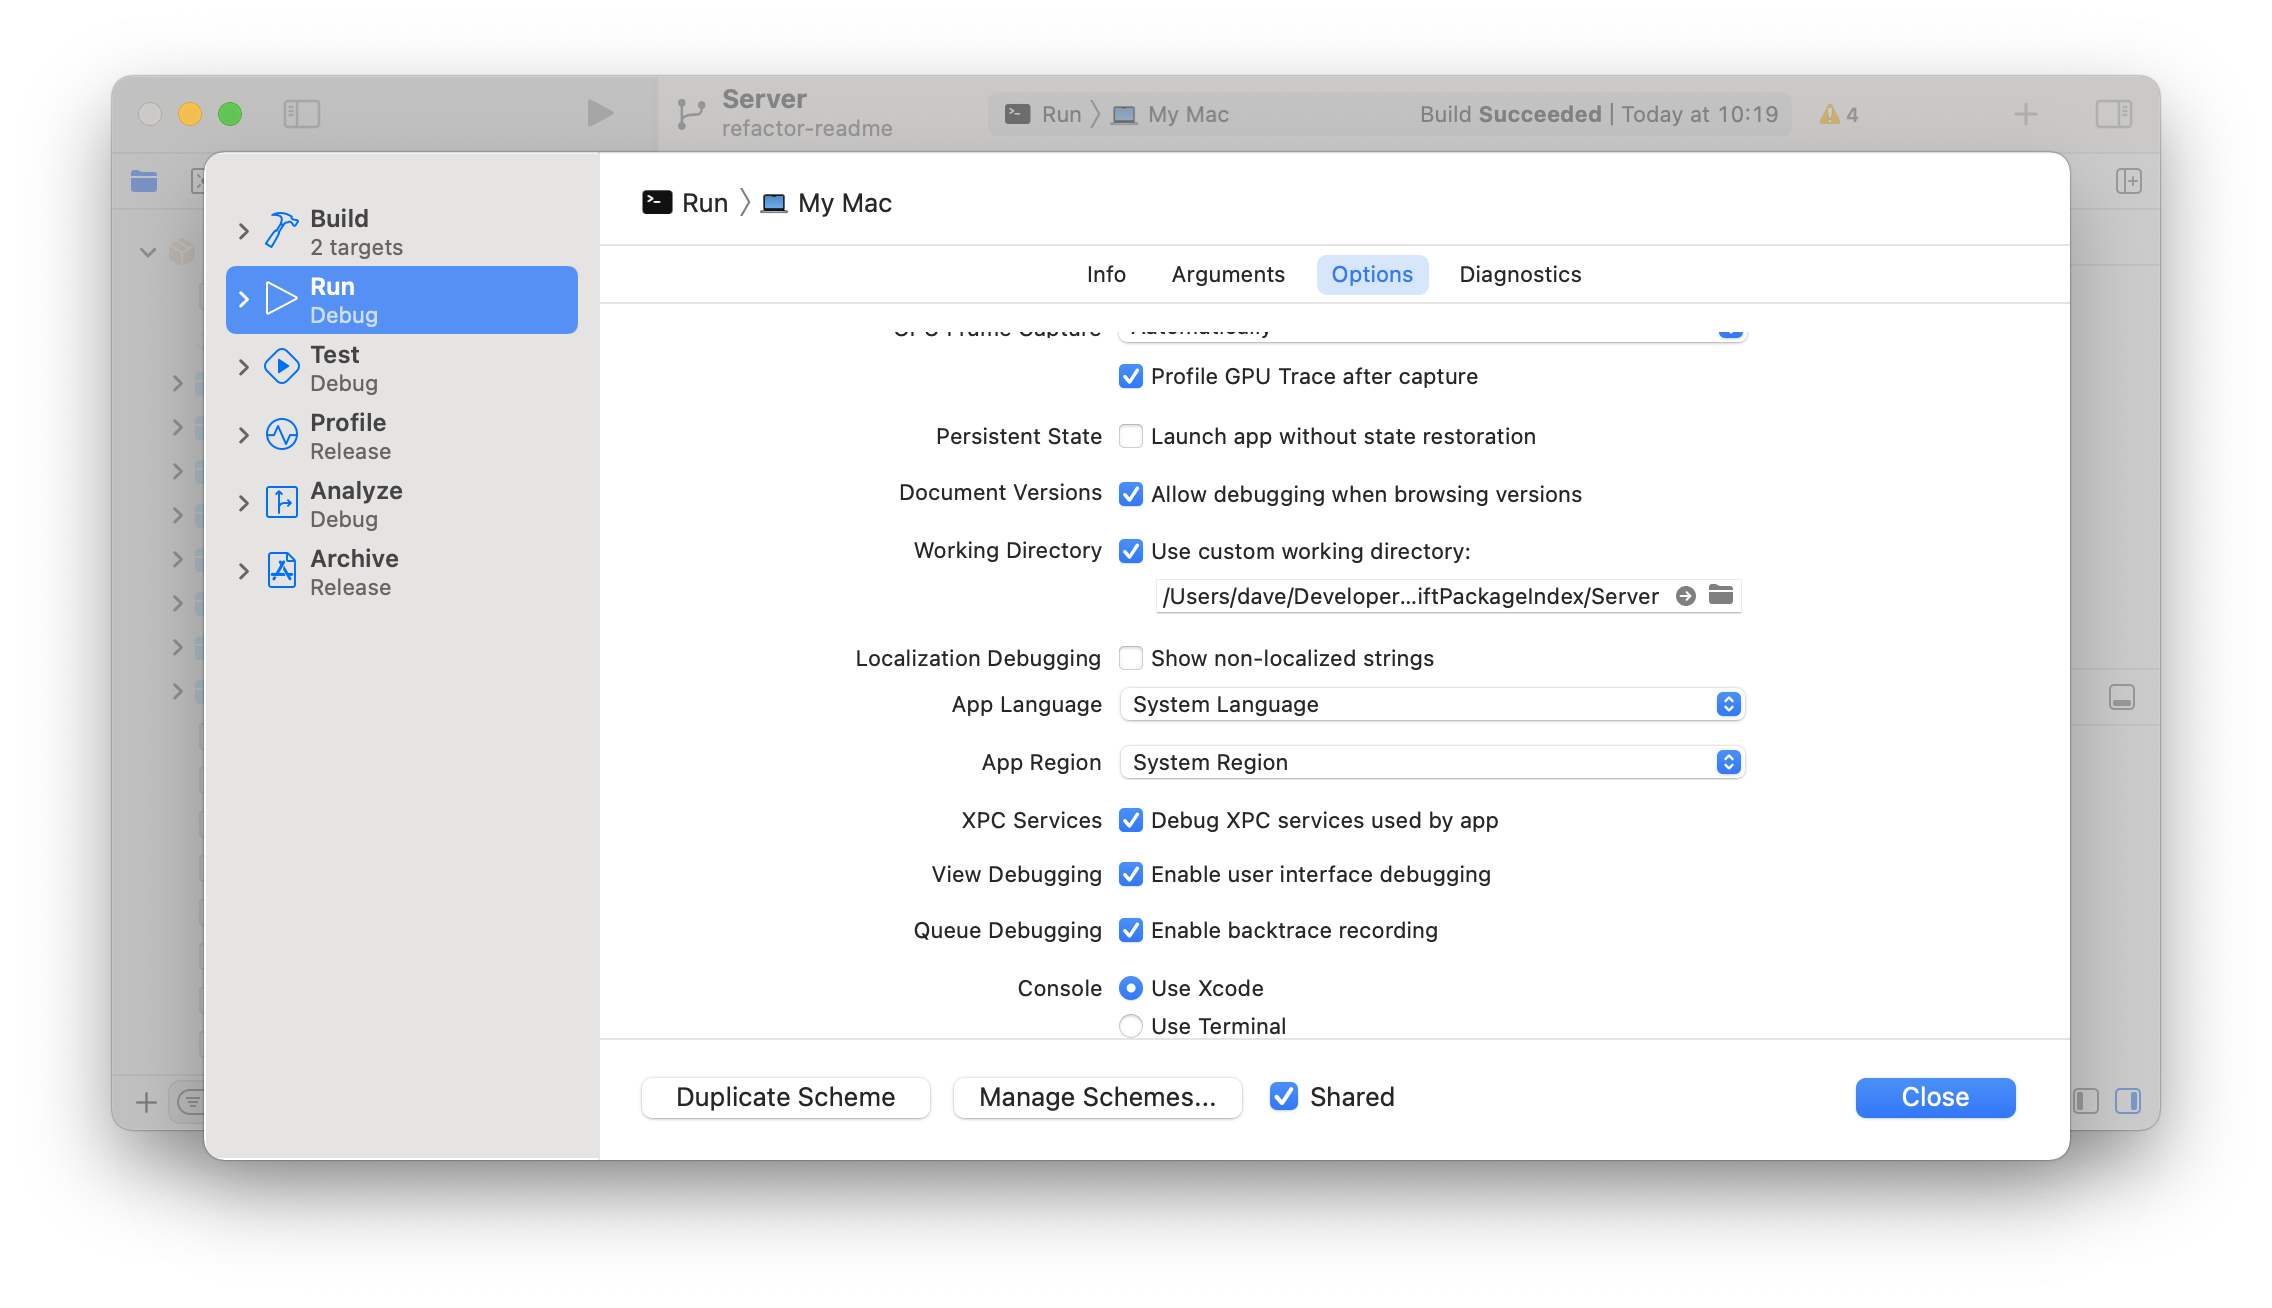 Server
refactor-readme
Run
My Mac
Build Succeeded | Today at 10:19
4
Build
2 targets
Run
Debug
Test
Debug
Profile
Release
Analyze
Debug
Archive
Release
Run
My Mac
Info
Arguments
Options
Diagnostics
GPU Frame Capture
Automatically
Profile GPU Trace after capture
Persistent State
Launch app without state restoration
Document Versions
Allow debugging when browsing versions
Working Directory
Use custom working directory:
/Users/dave/Developer...iftPackageIndex/Server
Localization Debugging
Show non-localized strings
App Language
System Language
App Region
System Region
XPC Services
Debug XPC services used by app
View Debugging
Enable user interface debugging
Queue Debugging
Enable backtrace recording
Console
Use Xcode
Use Terminal
Duplicate Scheme
Manage Schemes...
Shared
Close